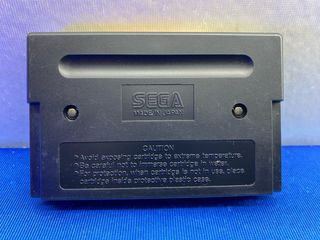 SEGA
MADE IN JAPAN
CAUTION
• Avoid exposing cartridge to extreme temperature.
• Be careful not to immerse cartridge in water.
• For protection, when cartridge is not in use, place
cartridge inside protective plastic case.